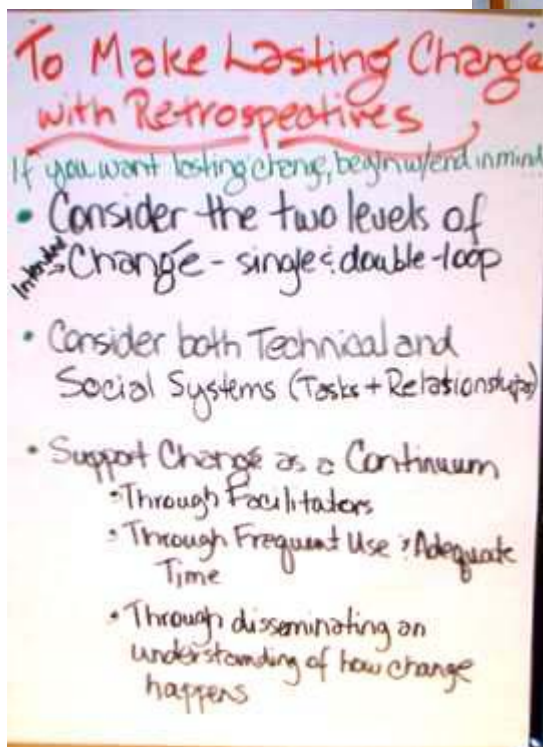 To Make Lasting Change
with Retrospectives
If you want lasting change, begin w/end in mind
• Consider the two levels of
Intended
Change - single & double-loop
• Consider both Technical and
Social Systems (Tasks + Relationships)
• Support Change as a Continuum
• Through Facilitators
• Through Frequent Use & Adequate
Time
• Through disseminating an
understanding of how change
happens